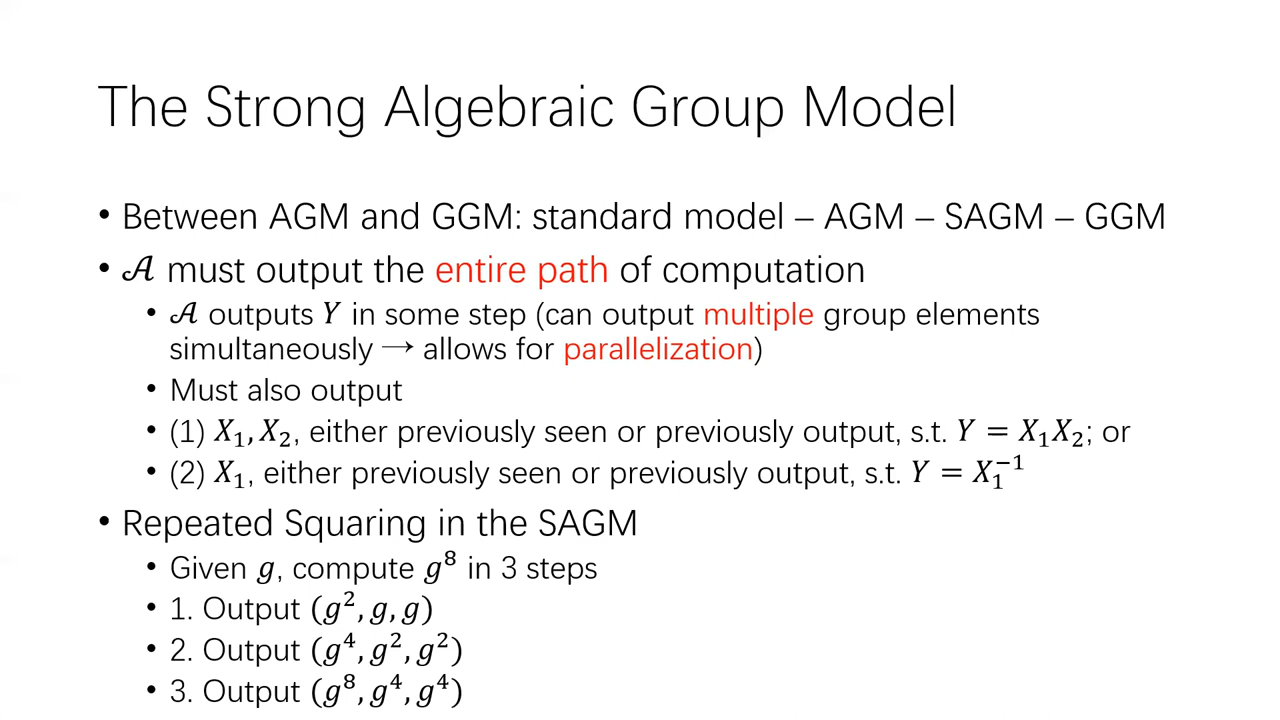 The Strong Algebraic Group Model
• Between AGM and GGM: standard model – AGM – SAGM – GGM
• 𝒜 must output the entire path of computation
• 𝒜 outputs 𝑌 in some step (can output multiple group elements
simultaneously → allows for parallelization)
• Must also output
• (1) 𝑋₁, 𝑋₂, either previously seen or previously output, s.t. 𝑌 = 𝑋₁𝑋₂; or
• (2) 𝑋₁, either previously seen or previously output, s.t. 𝑌 = 𝑋₁⁻¹
• Repeated Squaring in the SAGM
• Given 𝑔, compute 𝑔⁸ in 3 steps
• 1. Output (𝑔², 𝑔, 𝑔)
• 2. Output (𝑔⁴, 𝑔², 𝑔²)
• 3. Output (𝑔⁸, 𝑔⁴, 𝑔⁴)